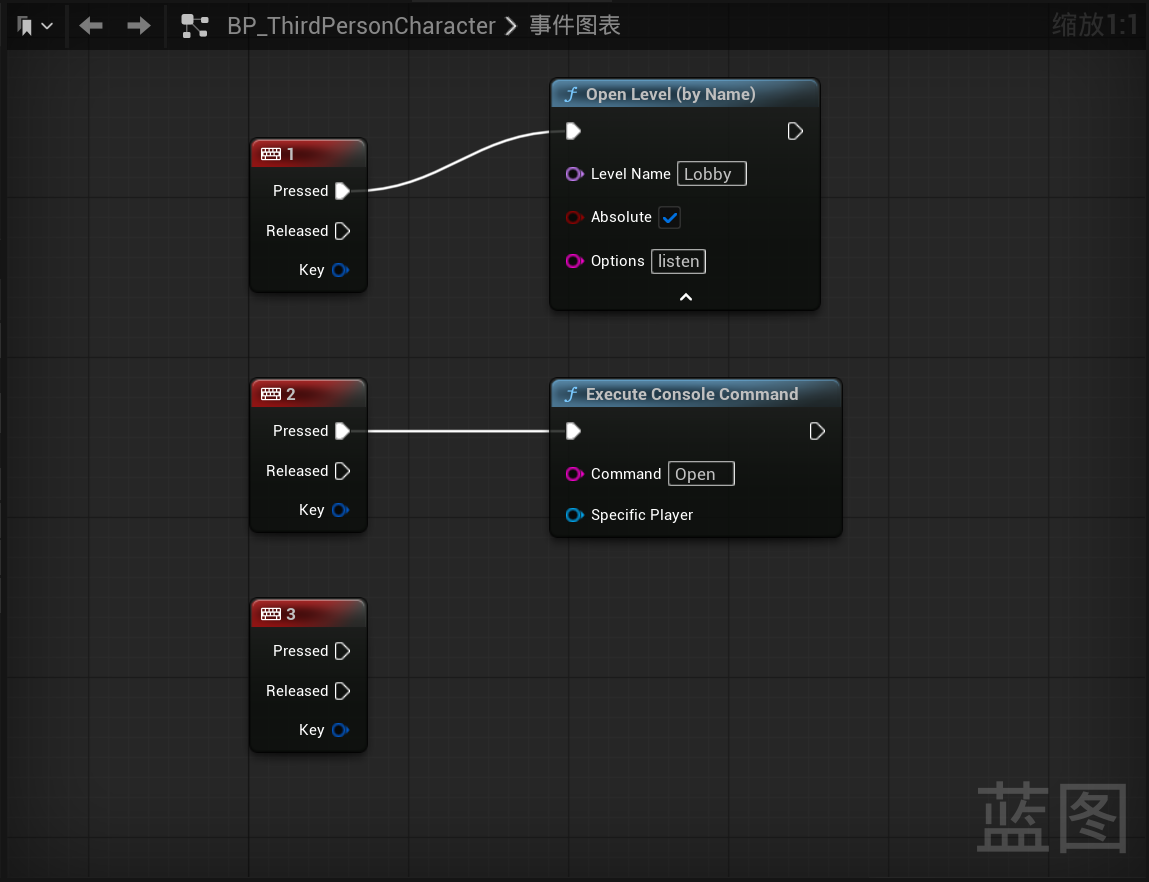 BP_ThirdPersonCharacter > 事件图表
缩放1:1
f Open Level (by Name)
Level Name Lobby
Absolute
Options listen
1
Pressed
Released
Key
2
Pressed
Released
Key
f Execute Console Command
Command Open
Specific Player
3
Pressed
Released
Key
蓝图